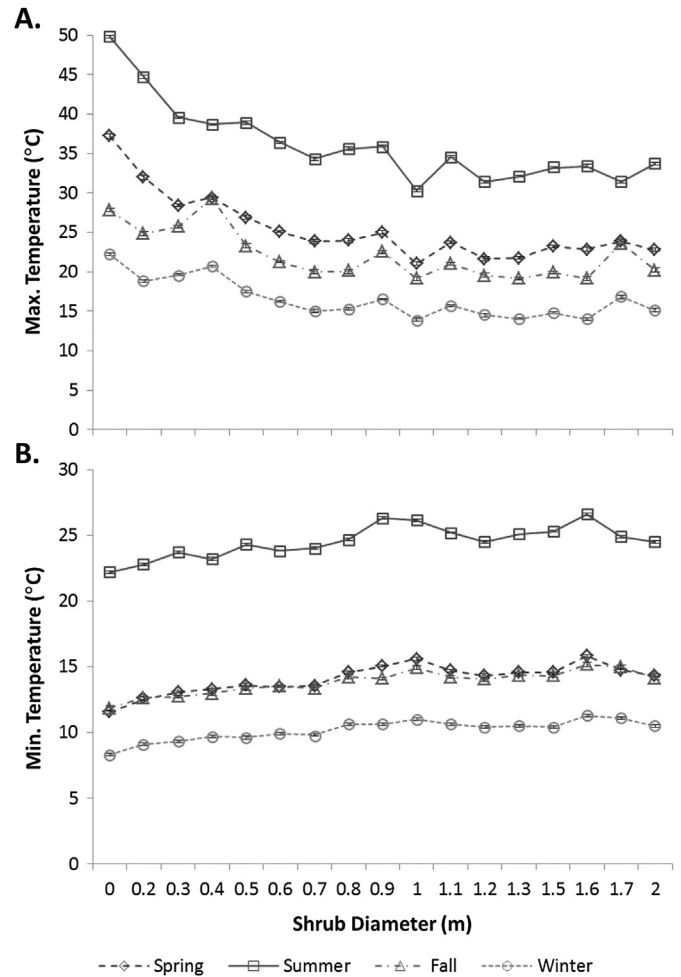 A.
Max. Temperature (°C)
50
45
40
35
30
25
20
15
10
5
0
B.
Min. Temperature (°C)
30
25
20
15
10
5
0
0 0.2 0.3 0.4 0.5 0.6 0.7 0.8 0.9 1 1.1 1.2 1.3 1.5 1.6 1.7 2
Shrub Diameter (m)
Spring Summer Fall Winter